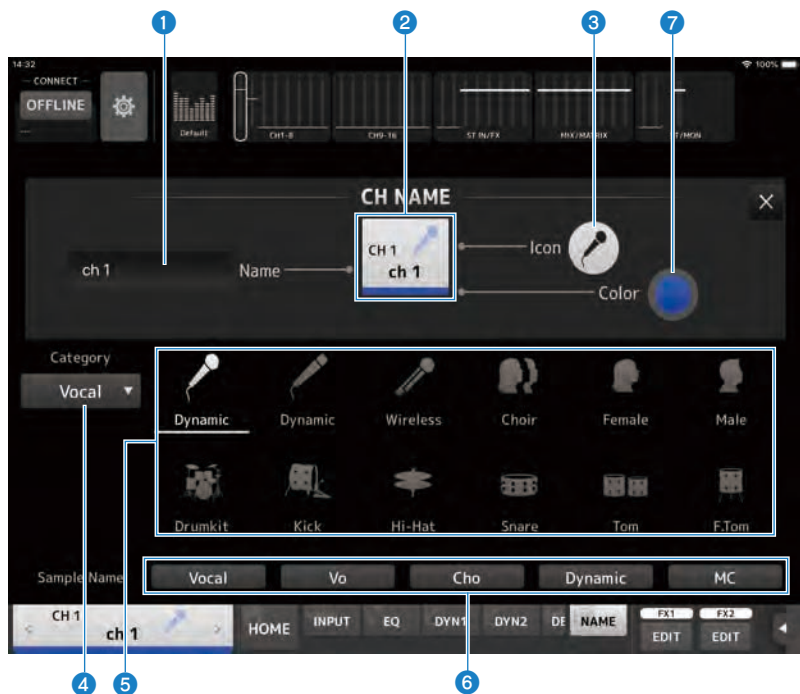 1 2 3 7
14:32 100%
CONNECT
OFFLINE
Default CH1-8 CH9-16 ST IN/FX MIX/MATRIX T/MON
CH NAME
ch 1 Name CH 1 Icon
ch 1 Color
Category
Vocal
Dynamic Dynamic Wireless Choir Female Male
Drumkit Kick Hi-Hat Snare Tom F.Tom
Sample Name Vocal Vo Cho Dynamic MC
CH 1 ch 1 HOME INPUT EQ DYN1 DYN2 DE NAME FX1 EDIT FX2 EDIT
4 5 6